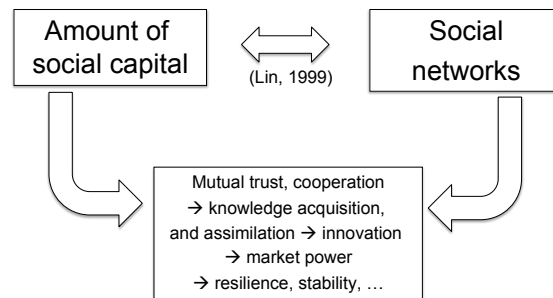 Amount of
social capital
(Lin, 1999)
Social
networks
Mutual trust, cooperation
→ knowledge acquisition,
and assimilation → innovation
→ market power
→ resilience, stability, …